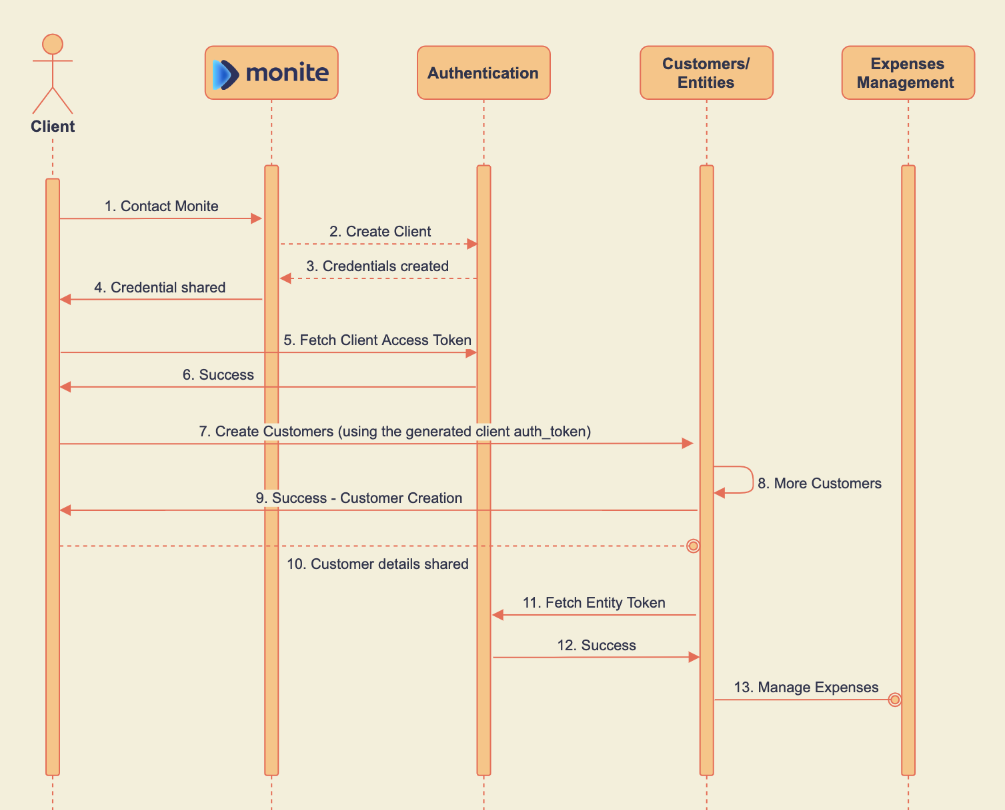 Client
monite
Authentication
Customers/
Entities
Expenses
Management
1. Contact Monite
2. Create Client
3. Credentials created
4. Credential shared
5. Fetch Client Access Token
6. Success
7. Create Customers (using the generated client auth_token)
8. More Customers
9. Success - Customer Creation
10. Customer details shared
11. Fetch Entity Token
12. Success
13. Manage Expenses